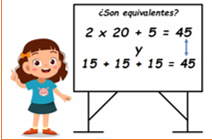 ¿Son equivalentes?
2 x 20 + 5 = 45
y
15 + 15 + 15 = 45